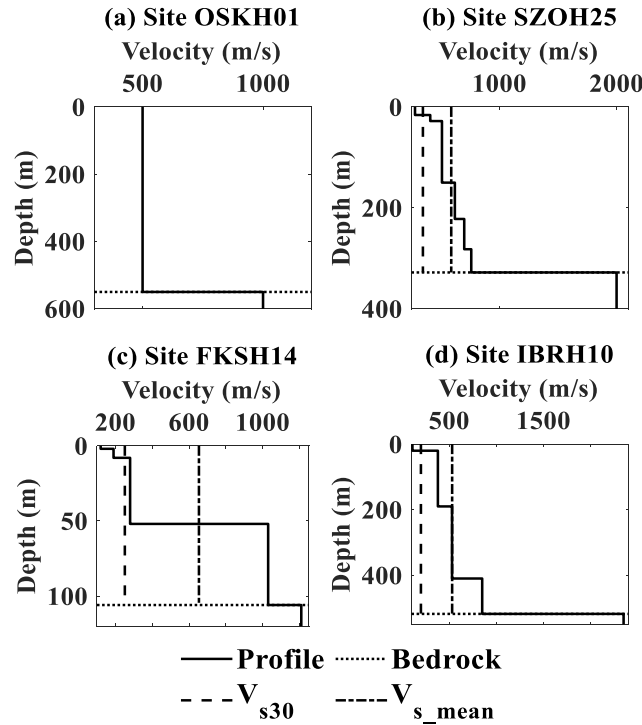 (a) Site OSKH01
Velocity (m/s)
500 1000
0
200
400
600
Depth (m)
(b) Site SZOH25
Velocity (m/s)
1000 2000
0
200
400
Depth (m)
(c) Site FKSH14
Velocity (m/s)
200 600 1000
0
50
100
Depth (m)
(d) Site IBRH10
Velocity (m/s)
500 1500
0
200
400
Depth (m)
Profile Bedrock
Vs30 Vs_mean